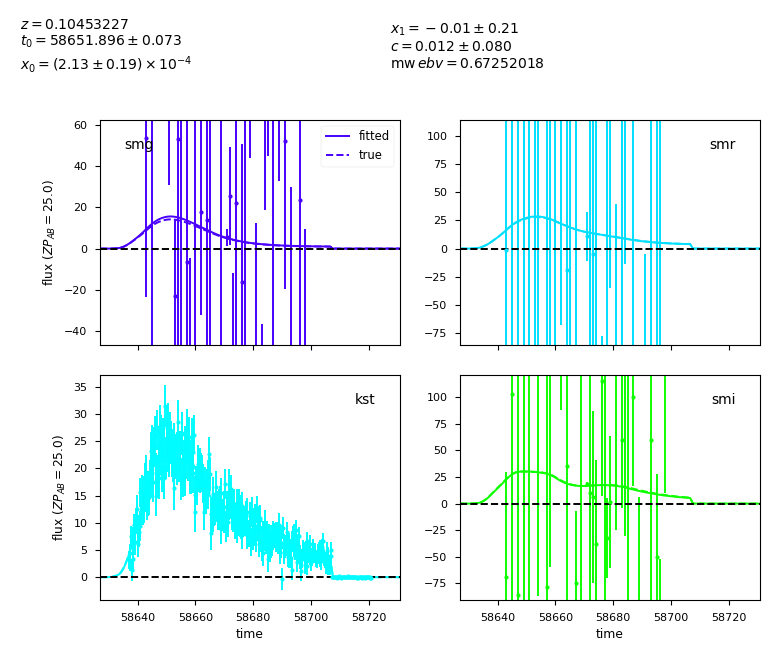 z = 0.10453227
t0 = 58651.896 ± 0.073
x0 = (2.13 ± 0.19) × 10^−4
x1 = −0.01 ± 0.21
c = 0.012 ± 0.080
mw ebv = 0.67252018
smg
fitted
true
60
40
20
0
−20
−40
flux (ZP_AB = 25.0)
smr
100
75
50
25
0
−25
−50
−75
kst
35
30
25
20
15
10
5
0
flux (ZP_AB = 25.0)
58640 58660 58680 58700 58720
time
smi
100
75
50
25
0
−25
−50
−75
58640 58660 58680 58700 58720
time